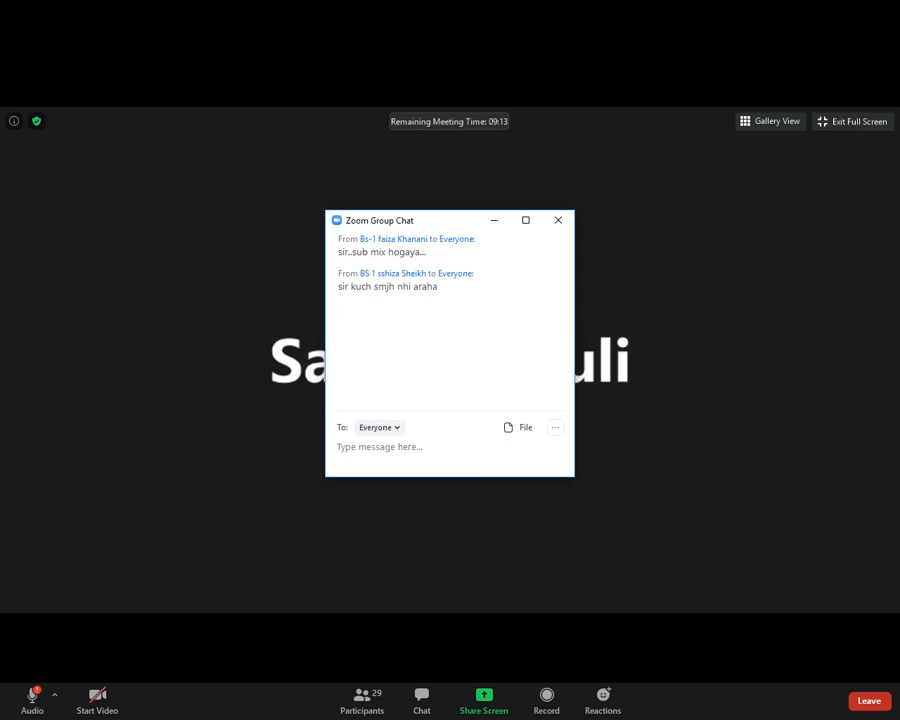 Remaining Meeting Time: 09:13
Gallery View
Exit Full Screen
Zoom Group Chat
From Bs-1 faiza Khanani to Everyone:
sir..sub mix hogaya...
From BS 1 sshiza Sheikh to Everyone:
sir kuch smjh nhi araha
To: Everyone
File
Type message here...
Audio
Start Video
29
Participants
Chat
Share Screen
Record
Reactions
Leave